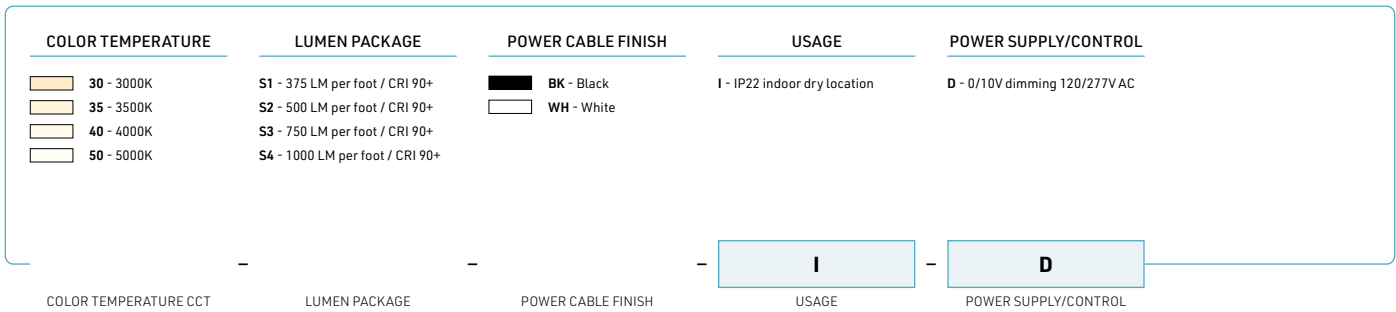 COLOR TEMPERATURE
30 - 3000K
35 - 3500K
40 - 4000K
50 - 5000K
LUMEN PACKAGE
S1 - 375 LM per foot / CRI 90+
S2 - 500 LM per foot / CRI 90+
S3 - 750 LM per foot / CRI 90+
S4 - 1000 LM per foot / CRI 90+
POWER CABLE FINISH
BK - Black
WH - White
USAGE
I - IP22 indoor dry location
POWER SUPPLY/CONTROL
D - 0/10V dimming 120/277V AC
– – – I – D
COLOR TEMPERATURE CCT
LUMEN PACKAGE
POWER CABLE FINISH
USAGE
POWER SUPPLY/CONTROL